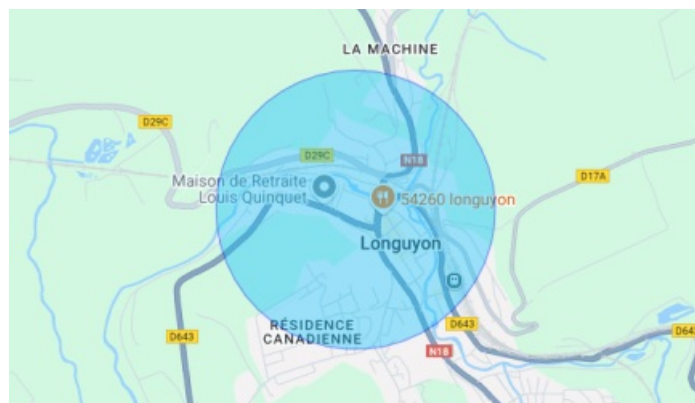 LA MACHINE
D29C
D29C
N18
Maison de Retraite
Louis Quinquet
54260 longuyon
D17A
Longuyon
RÉSIDENCE
CANADIENNE
D643
D643
D64
N18